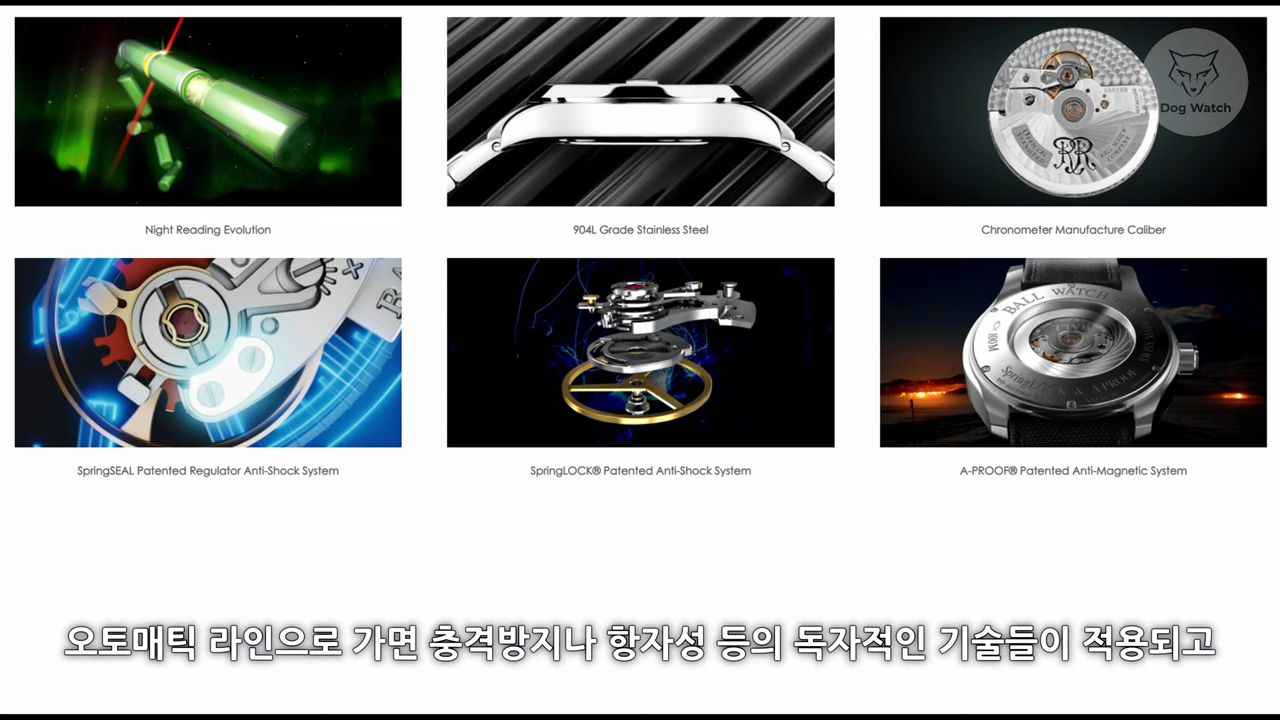 Dog Watch
RR
Night Reading Evolution
904L Grade Stainless Steel
Chronometer Manufacture Caliber
BA
BALL WATCH
100M
SpringLOCK & A-PROOF
SpringSEAL Patented Regulator Anti-Shock System
SpringLOCK® Patented Anti-Shock System
A-PROOF® Patented Anti-Magnetic System
오토매틱 라인으로 가면 충격방지나 항자성 등의 독자적인 기술들이 적용되고